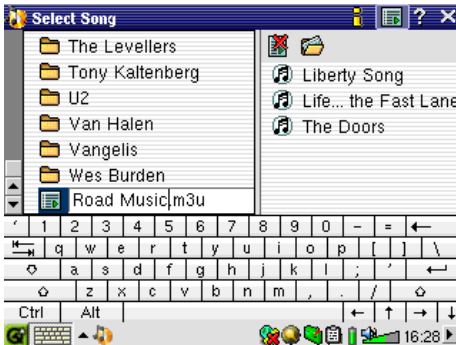 Select Song
?
The Levellers
Tony Kaltenberg
U2
Van Halen
Vangelis
Wes Burden
Road Music.m3u
Liberty Song
Life... the Fast Lane
The Doors
' 1 2 3 4 5 6 7 8 9 0 - = ←
q w e r t y u i o p [ ] \
a s d f g h j k l ; '
z x c v b n m , . /
Ctrl Alt ← ↑ → ↓
16:28